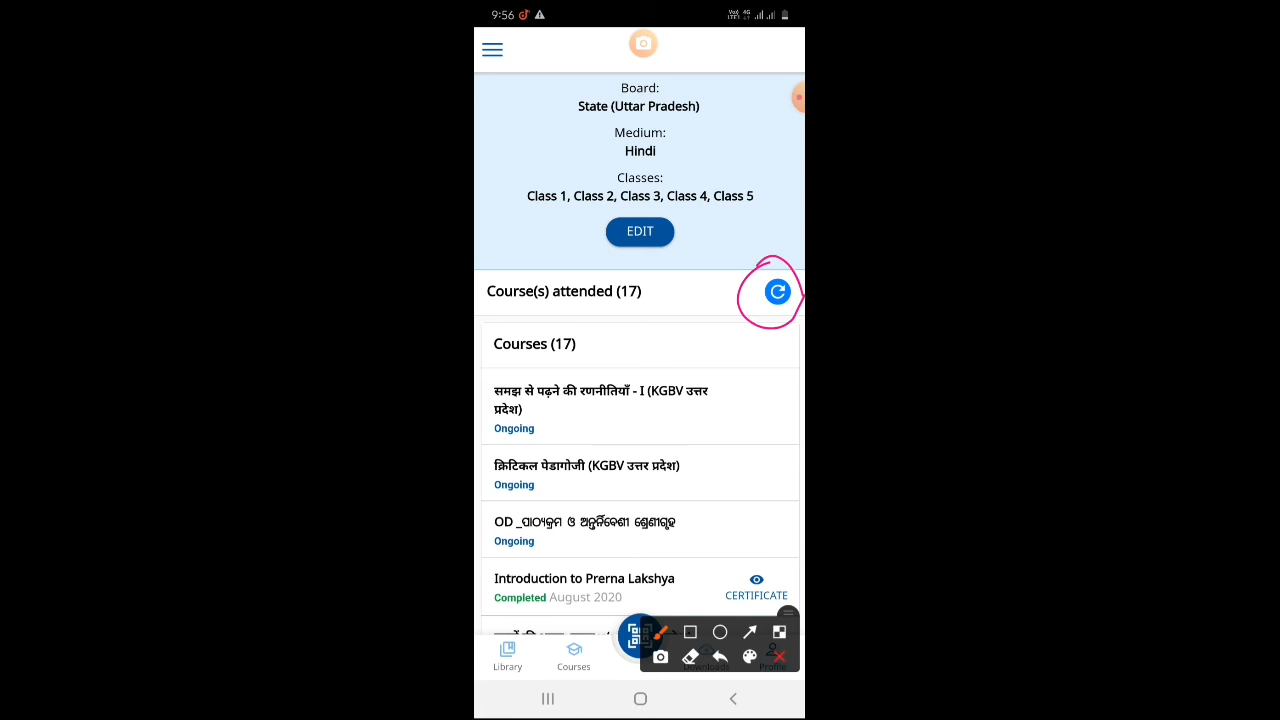 9:56
Board:
State (Uttar Pradesh)
Medium:
Hindi
Classes:
Class 1, Class 2, Class 3, Class 4, Class 5
EDIT
Course(s) attended (17)
Courses (17)
समझ से पढ़ने की रणनीतियाँ - I (KGBV उत्तर
प्रदेश)
Ongoing
क्रिटिकल पेडागोजी (KGBV उत्तर प्रदेश)
Ongoing
OD _ପାଠ୍ୟକ୍ରମ ଓ ଅନ୍ତର୍ନିବେଶୀ ଶ୍ରେଣୀଗୃହ
Ongoing
Introduction to Prerna Lakshya
Completed August 2020
CERTIFICATE
Library Courses Downloads Profile